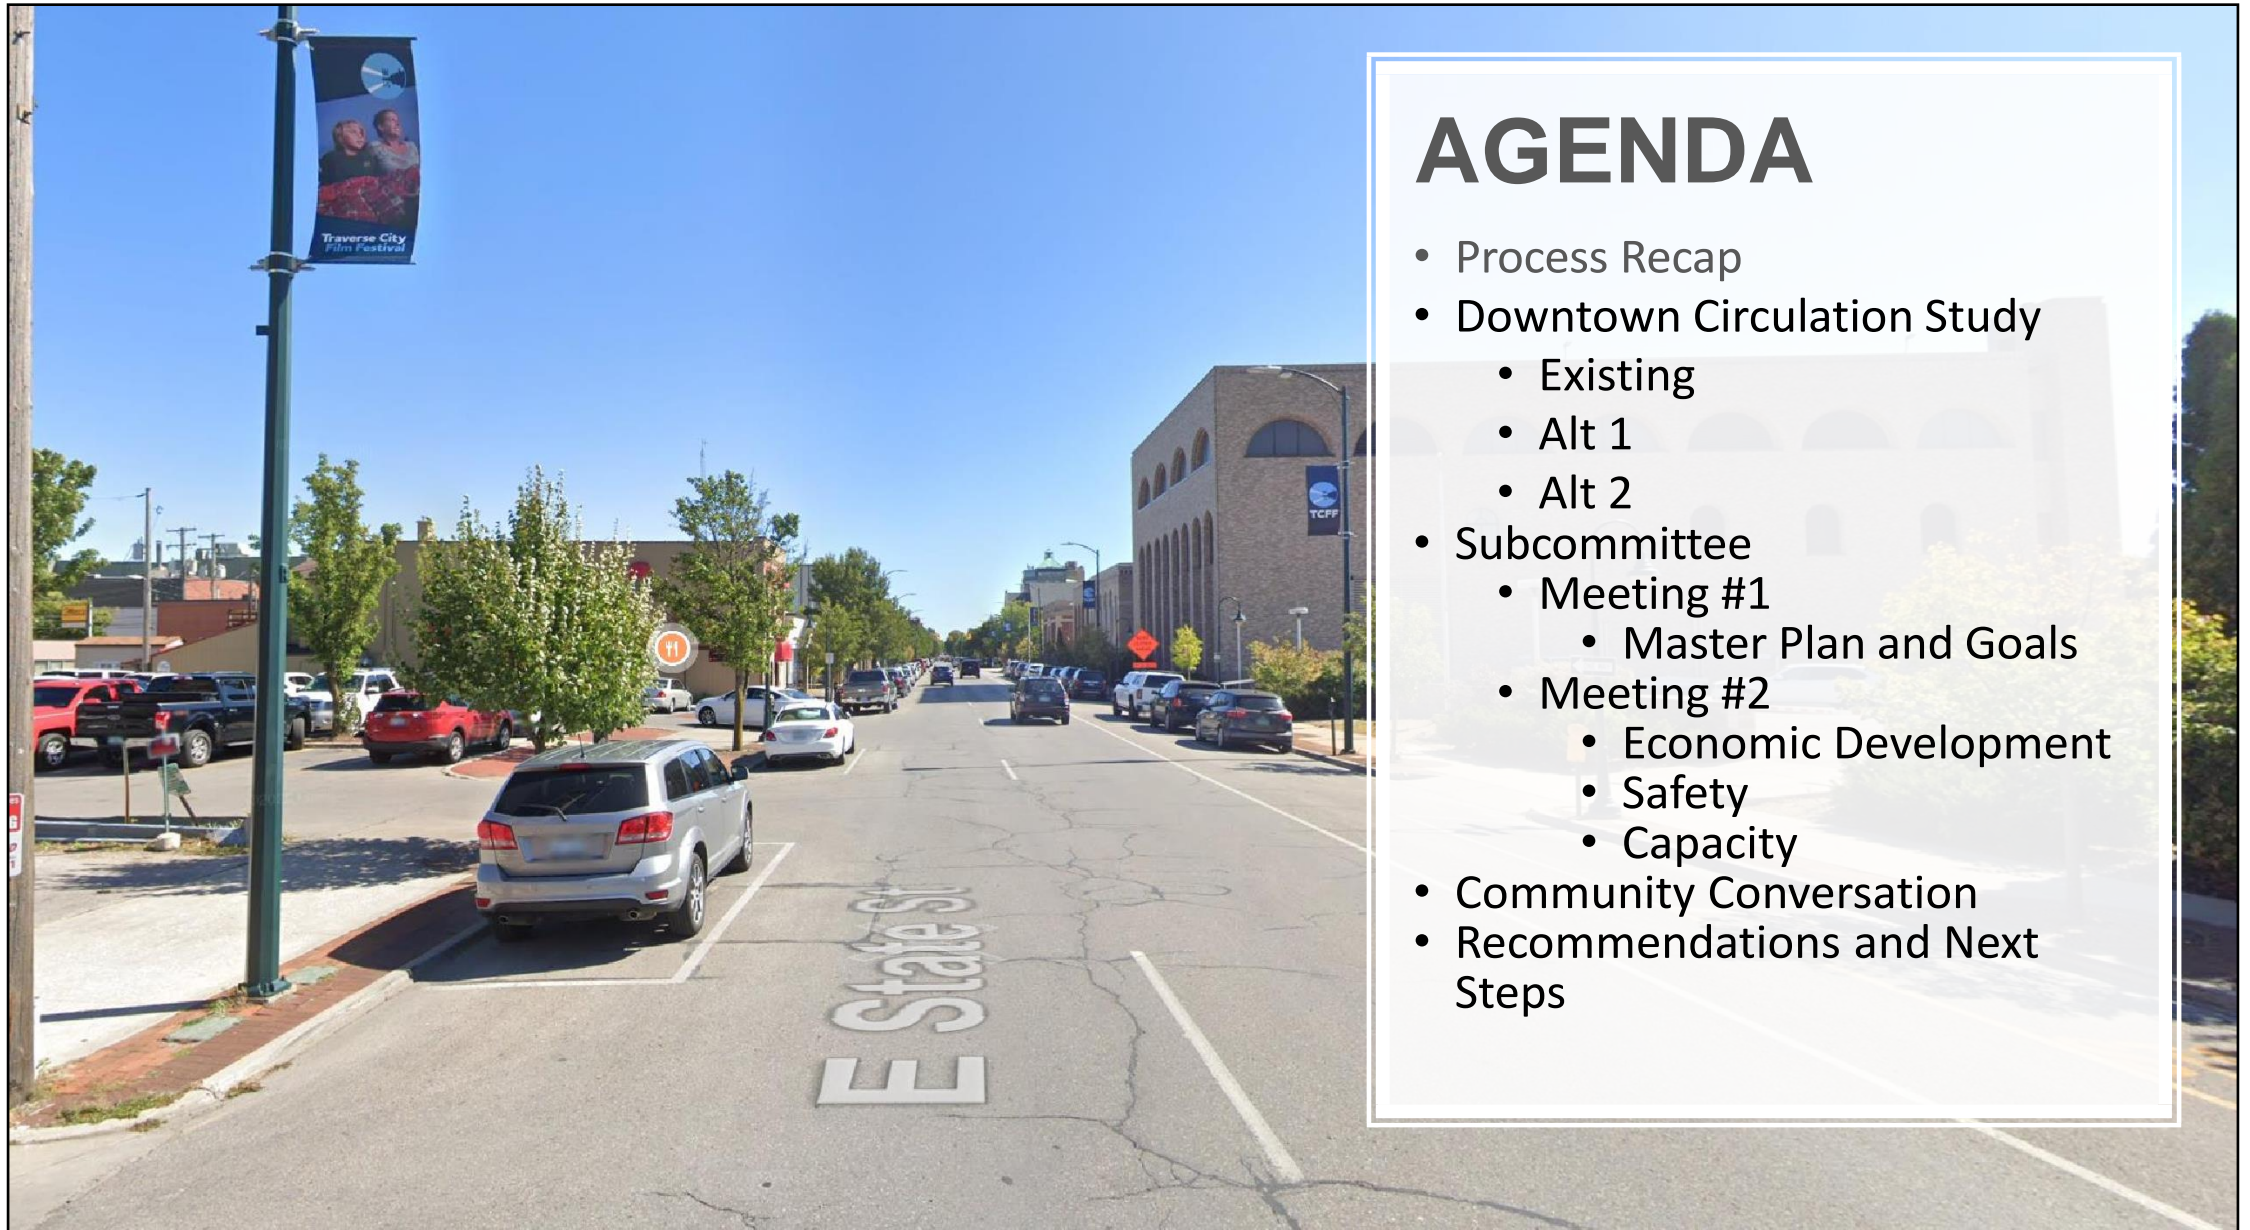 Traverse City
Film Festival
TCFF
E State St
AGENDA
• Process Recap
• Downtown Circulation Study
• Existing
• Alt 1
• Alt 2
• Subcommittee
• Meeting #1
• Master Plan and Goals
• Meeting #2
• Economic Development
• Safety
• Capacity
• Community Conversation
• Recommendations and Next
Steps